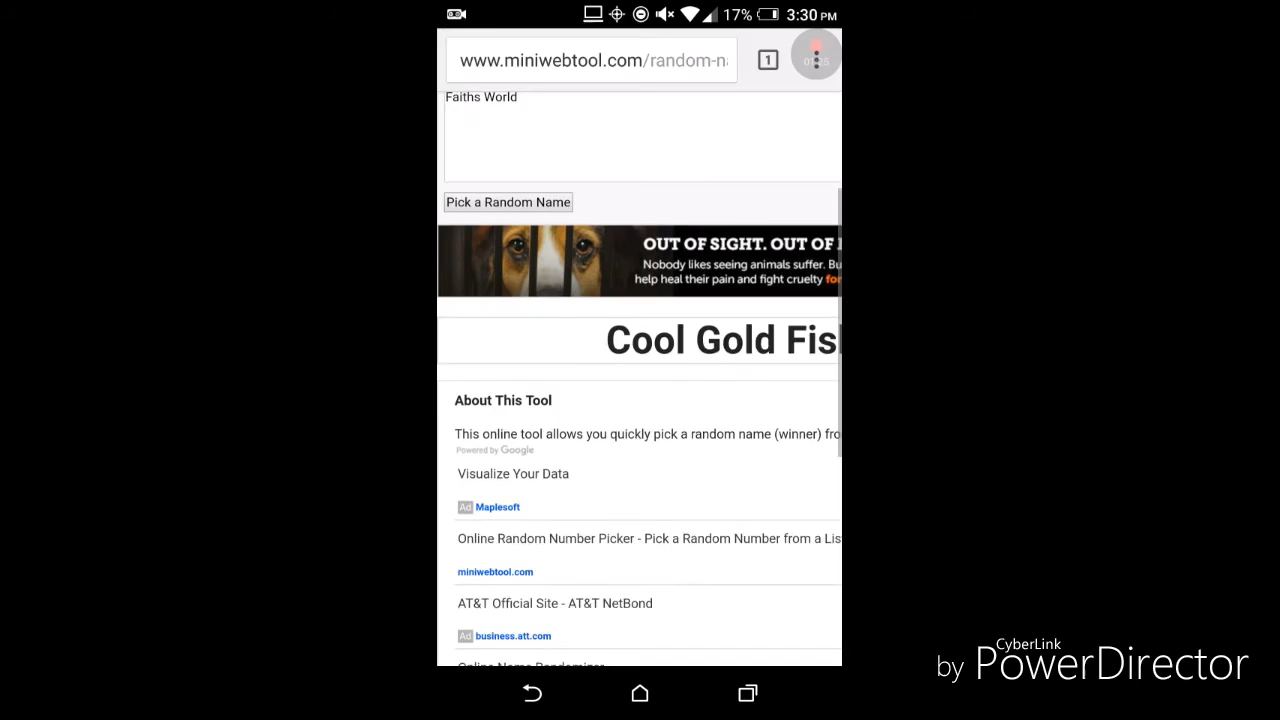 17% 3:30 PM
www.miniwebtool.com/random-n
1
Faiths World
Pick a Random Name
OUT OF SIGHT. OUT OF
Nobody likes seeing animals suffer. Bu
help heal their pain and fight cruelty for
Cool Gold Fis
About This Tool
This online tool allows you quickly pick a random name (winner) fro
Powered by Google
Visualize Your Data
Ad Maplesoft
Online Random Number Picker - Pick a Random Number from a Lis
miniwebtool.com
AT&T Official Site - AT&T NetBond
Ad business.att.com
Online Name Randomizer
CyberLink
by PowerDirector